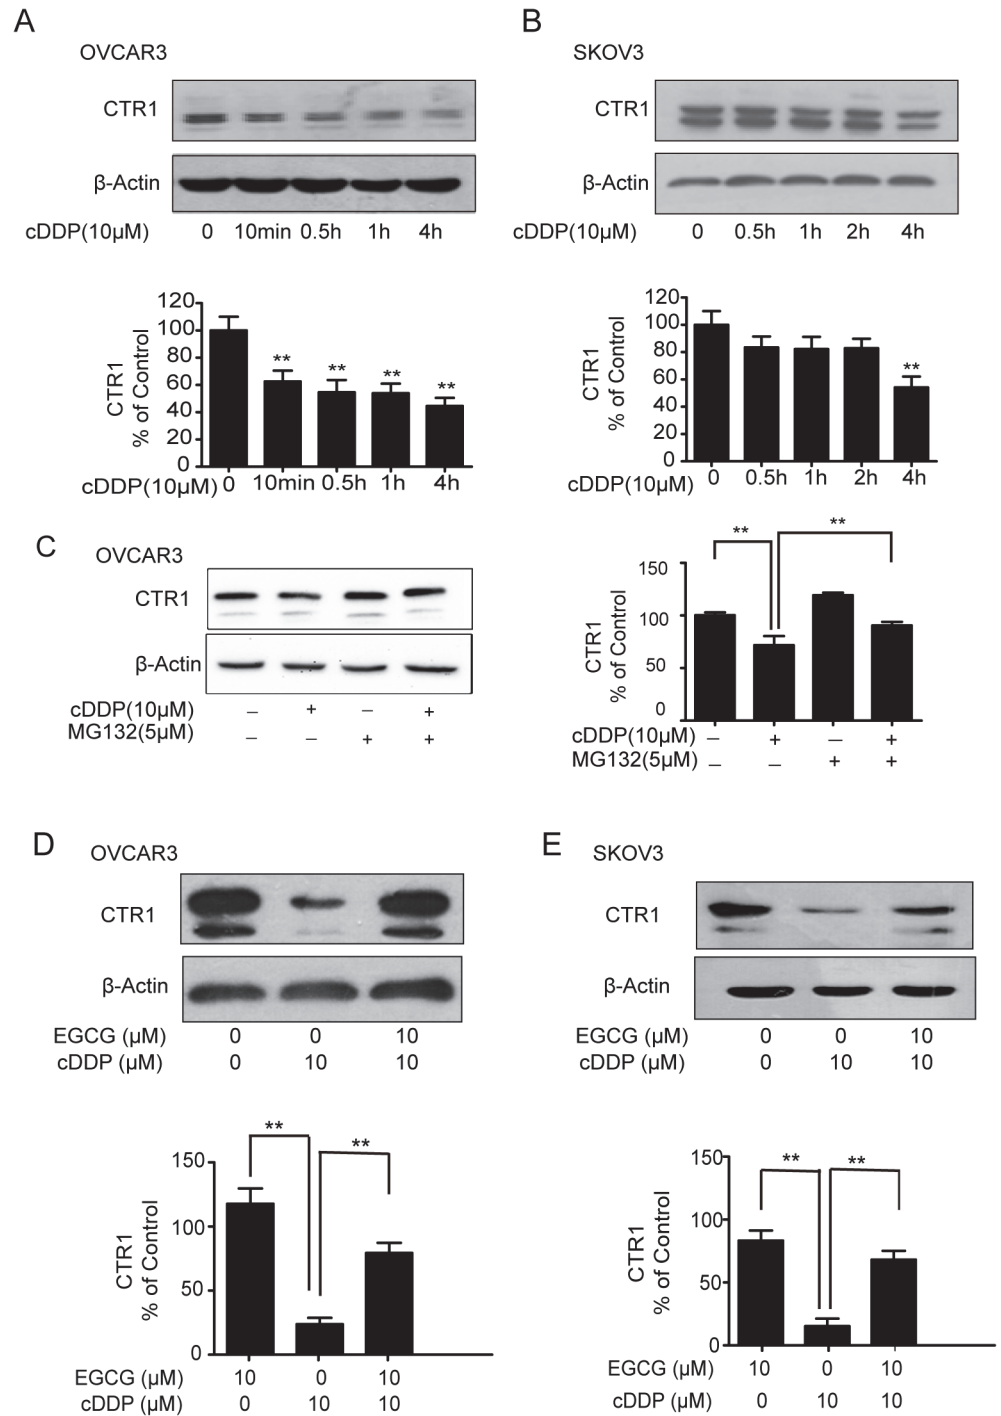 A
OVCAR3
CTR1
β-Actin
cDDP(10μM) 0 10min 0.5h 1h 4h
120
100
80
60
40
20
0
CTR1
% of Control
** ** ** **
cDDP(10μM) 0 10min 0.5h 1h 4h
B
SKOV3
CTR1
β-Actin
cDDP(10μM) 0 0.5h 1h 2h 4h
120
100
80
60
40
20
0
CTR1
% of Control
**
cDDP(10μM) 0 0.5h 1h 2h 4h
C
OVCAR3
CTR1
β-Actin
cDDP(10μM) – + – +
MG132(5μM) – – + +
** **
150
100
50
0
CTR1
% of Control
cDDP(10μM) – + – +
MG132(5μM) – – + +
D
OVCAR3
CTR1
β-Actin
EGCG (μM) 0 0 10
cDDP (μM) 0 10 10
** **
150
100
50
0
CTR1
% of Control
EGCG (μM) 10 0 10
cDDP (μM) 0 10 10
E
SKOV3
CTR1
β-Actin
EGCG (μM) 0 0 10
cDDP (μM) 0 10 10
** **
150
100
50
0
CTR1
% of Control
EGCG (μM) 10 0 10
cDDP (μM) 0 10 10